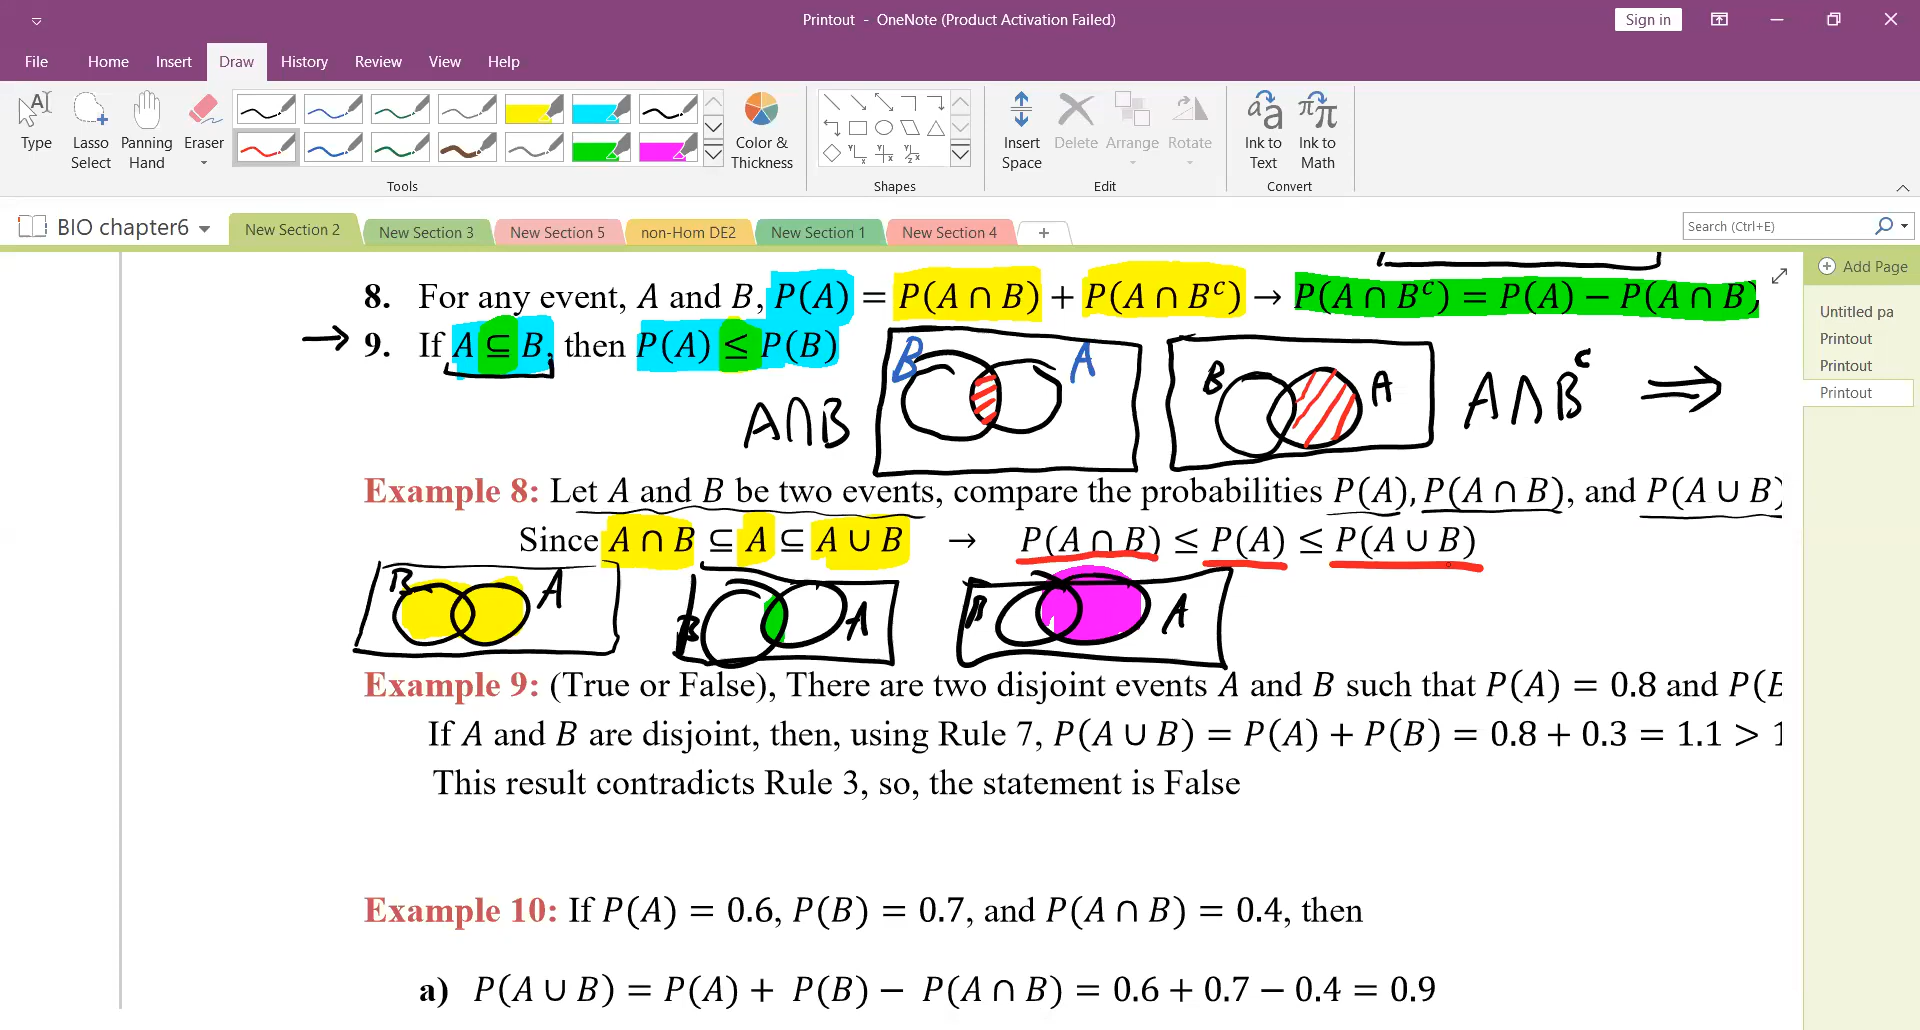 Printout - OneNote (Product Activation Failed)
Sign in
File Home Insert Draw History Review View Help
Type
Lasso Select
Panning Hand
Eraser
Color & Thickness
Insert Space
Delete
Arrange
Rotate
Ink to Text
Ink to Math
Tools Shapes Edit Convert
BIO chapter6
New Section 2 New Section 3 New Section 5 non-Hom DE2 New Section 1 New Section 4 +
Search (Ctrl+E)
Add Page
Untitled pa
Printout
Printout
Printout
8. For any event, A and B, P(A) = P(A ∩ B) + P(A ∩ Bᶜ) → P(A ∩ Bᶜ) = P(A) − P(A ∩ B)
→ 9. If A ⊆ B, then P(A) ≤ P(B)
B A
B A
A∩B
A∩Bᶜ ⇒
Example 8: Let A and B be two events, compare the probabilities P(A), P(A ∩ B), and P(A ∪ B)
Since A ∩ B ⊆ A ⊆ A ∪ B → P(A ∩ B) ≤ P(A) ≤ P(A ∪ B)
B A
B A
B A
Example 9: (True or False), There are two disjoint events A and B such that P(A) = 0.8 and P(B
If A and B are disjoint, then, using Rule 7, P(A ∪ B) = P(A) + P(B) = 0.8 + 0.3 = 1.1 > 1
This result contradicts Rule 3, so, the statement is False
Example 10: If P(A) = 0.6, P(B) = 0.7, and P(A ∩ B) = 0.4, then
a) P(A ∪ B) = P(A) + P(B) − P(A ∩ B) = 0.6 + 0.7 − 0.4 = 0.9